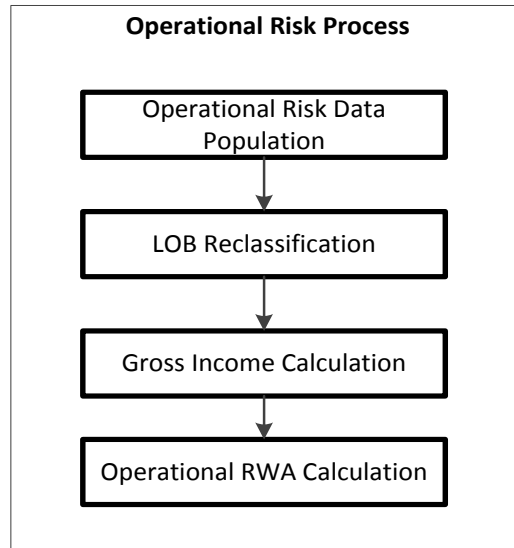 Operational Risk Process
Operational Risk Data
Population
LOB Reclassification
Gross Income Calculation
Operational RWA Calculation